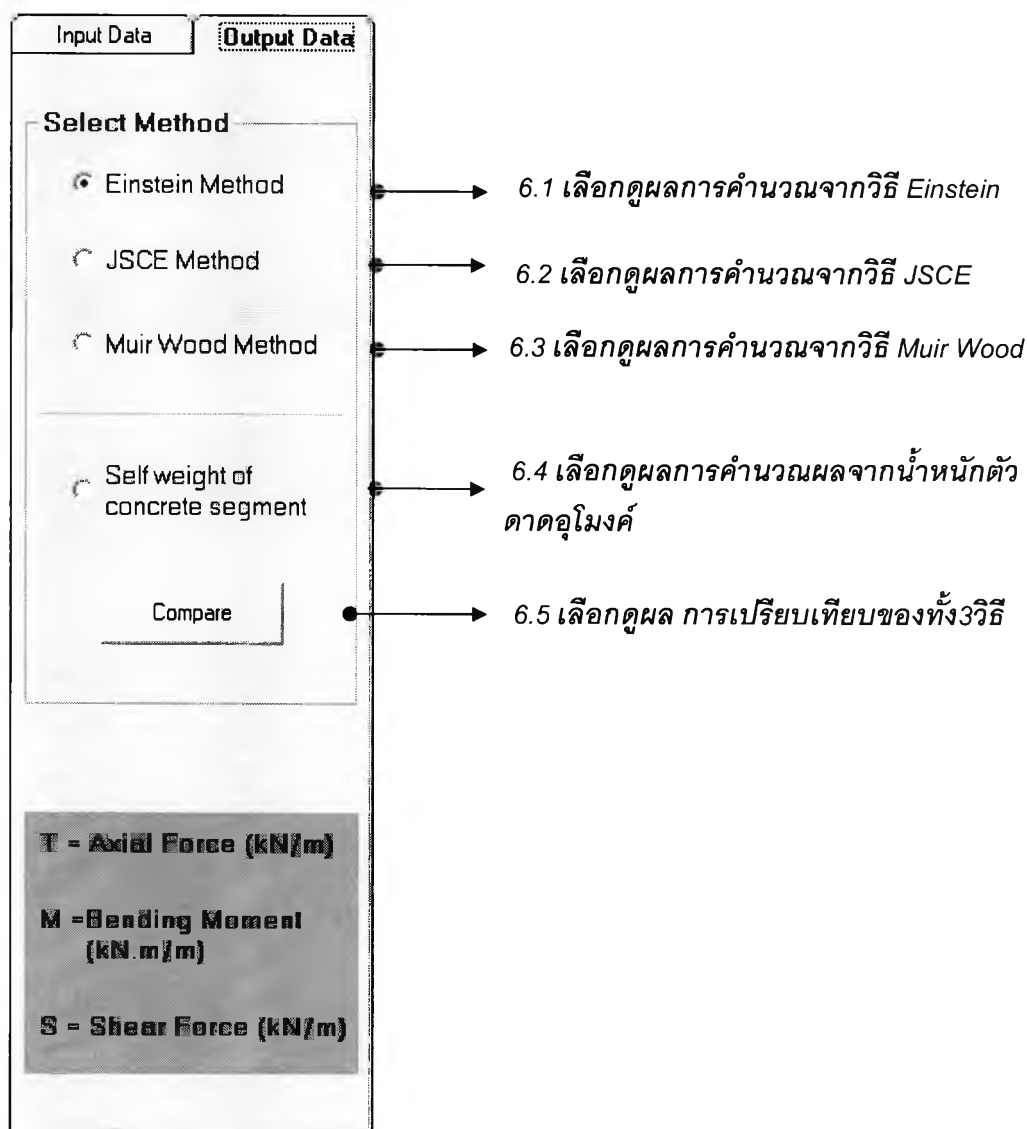 Input Data
Output Data
Select Method
Einstein Method
JSCE Method
Muir Wood Method
Self weight of
concrete segment
Compare
T = Axial Force (kN/m)
M =Bending Moment
(kN.m/m)
S = Shear Force (kN/m)
6.1 เลือกดูผลการคำนวณจากวิธี Einstein
6.2 เลือกดูผลการคำนวณจากวิธี JSCE
6.3 เลือกดูผลการคำนวณจากวิธี Muir Wood
6.4 เลือกดูผลการคำนวณผลจากน้ำหนักตัว
ดาดอุโมงค์
6.5 เลือกดูผล การเปรียบเทียบของทั้ง3วิธี